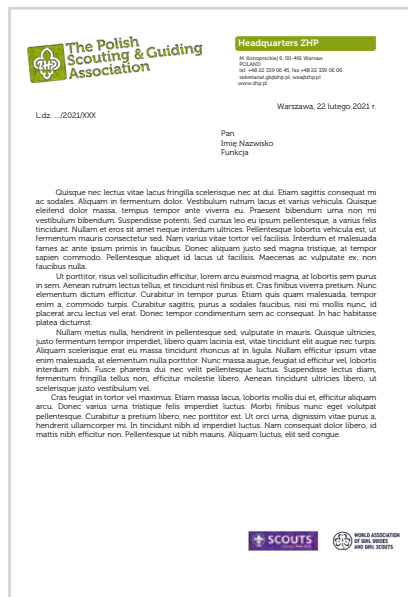 The Polish
Scouting & Guiding
Association
Headquarters ZHP
M. Konopnickiej 6, 00-491 Warsaw
POLAND
tel. +48 22 339 06 45, fax +48 22 339 06 06
sekretariat.gk@zhp.pl, wza@zhp.pl
www.zhp.pl
Warszawa, 22 lutego 2021 r.
L.dz. .../2021/XXX
Pan
Imię Nazwisko
Funkcja
Quisque nec lectus vitae lacus fringilla scelerisque nec at dui. Etiam sagittis consequat mi
ac sodales. Aliquam in fermentum dolor. Vestibulum rutrum lacus et varius vehicula. Quisque
eleifend dolor massa, tempus tempor ante viverra eu. Praesent bibendum urna non mi
vestibulum bibendum. Suspendisse potenti. Sed cursus leo eu ipsum pellentesque, a varius felis
tincidunt. Nullam et eros sit amet neque interdum ultrices. Pellentesque lobortis vehicula est, ut
fermentum mauris consectetur sed. Nam varius vitae tortor vel facilisis. Interdum et malesuada
fames ac ante ipsum primis in faucibus. Donec aliquam justo sed magna tristique, at tempor
sapien commodo. Pellentesque aliquet id lacus ut facilisis. Maecenas ac vulputate ex, non
faucibus nulla.
Ut porttitor, risus vel sollicitudin efficitur, lorem arcu euismod magna, at lobortis sem purus
in sem. Aenean rutrum lectus tellus, et tincidunt nisl finibus et. Cras finibus viverra pretium. Nunc
elementum dictum efficitur. Curabitur in tempor purus. Etiam quis quam malesuada, tempor
enim a, commodo turpis. Curabitur sagittis, purus a sodales faucibus, nisi mi mollis nunc, id
placerat arcu lectus vel erat. Donec tempor condimentum sem ac consequat. In hac habitasse
platea dictumst.
Nullam metus nulla, hendrerit in pellentesque sed, vulputate in mauris. Quisque ultricies,
justo fermentum tempor imperdiet, libero quam lacinia est, vitae tincidunt elit augue nec turpis.
Aliquam scelerisque erat eu massa tincidunt rhoncus at in ligula. Nullam efficitur ipsum vitae
enim malesuada, at elementum nulla porttitor. Nunc massa augue, feugiat id efficitur vel, lobortis
interdum nibh. Fusce pharetra dui nec velit pellentesque luctus. Suspendisse lectus diam,
fermentum fringilla tellus non, efficitur molestie libero. Aenean tincidunt ultricies libero, ut
scelerisque justo vestibulum vel.
Cras feugiat in tortor vel maximus. Etiam massa lacus, lobortis mollis dui et, efficitur aliquam
arcu. Donec varius urna tristique felis imperdiet luctus. Morbi finibus nunc eget volutpat
pellentesque. Curabitur a pretium libero, nec porttitor est. Ut orci urna, dignissim vitae purus a,
hendrerit ullamcorper mi. In tincidunt nibh id imperdiet luctus. Nam consequat dolor libero, id
mattis nibh efficitur non. Pellentesque ut nibh mauris. Aliquam luctus, elit sed congue.
SCOUTS
WORLD ASSOCIATION
OF GIRL GUIDES
AND GIRL SCOUTS